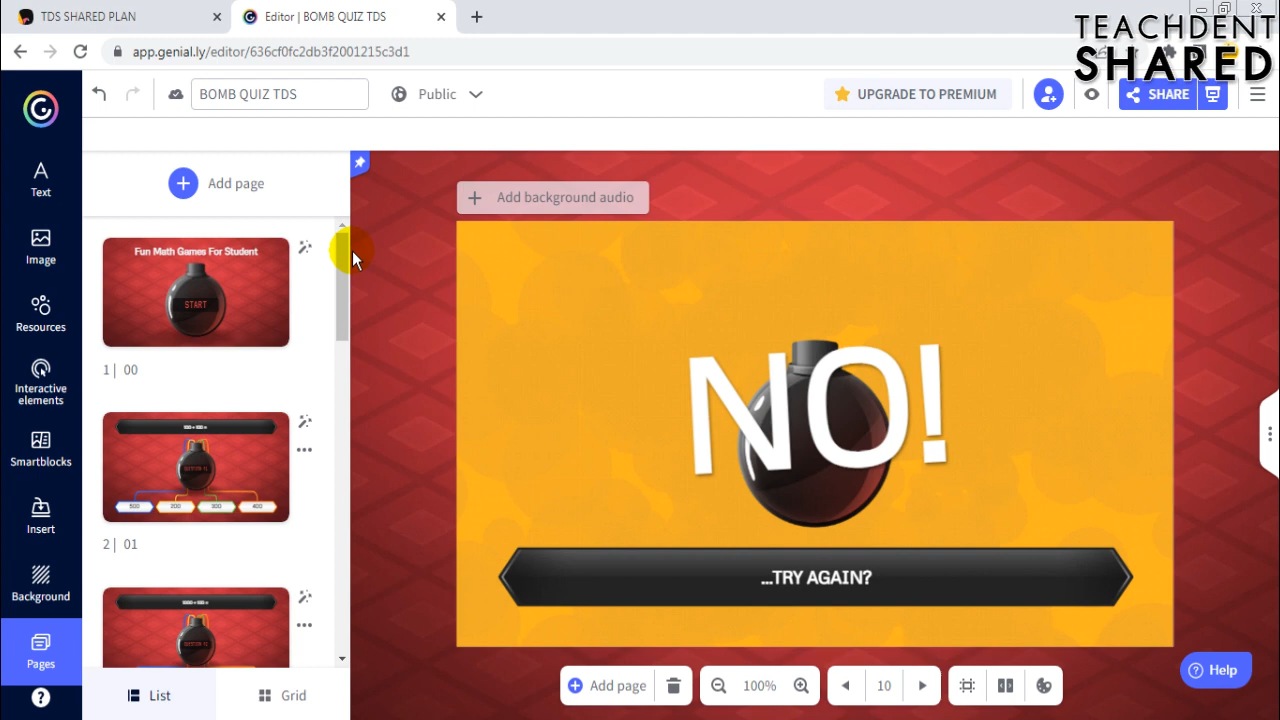 TDS SHARED PLAN
Editor | BOMB QUIZ TDS
app.genial.ly/editor/636cf0fc2db3f2001215c3d1
TEACHDENT
SHARED
BOMB QUIZ TDS
Public
UPGRADE TO PREMIUM
SHARE
Text
Image
Resources
Interactive
elements
Smartblocks
Insert
Background
Pages
Add page
Fun Math Games For Student
START
1 | 00
500
200
300
400
2 | 01
List
Grid
Add background audio
NO!
...TRY AGAIN?
Add page
100%
10
Help